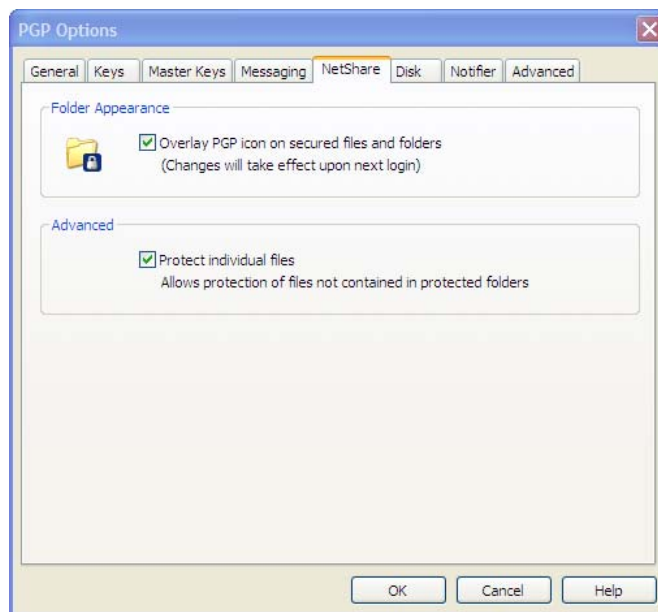 PGP Options
General Keys Master Keys Messaging NetShare Disk Notifier Advanced
Folder Appearance
Overlay PGP icon on secured files and folders
(Changes will take effect upon next login)
Advanced
Protect individual files
Allows protection of files not contained in protected folders
OK Cancel Help